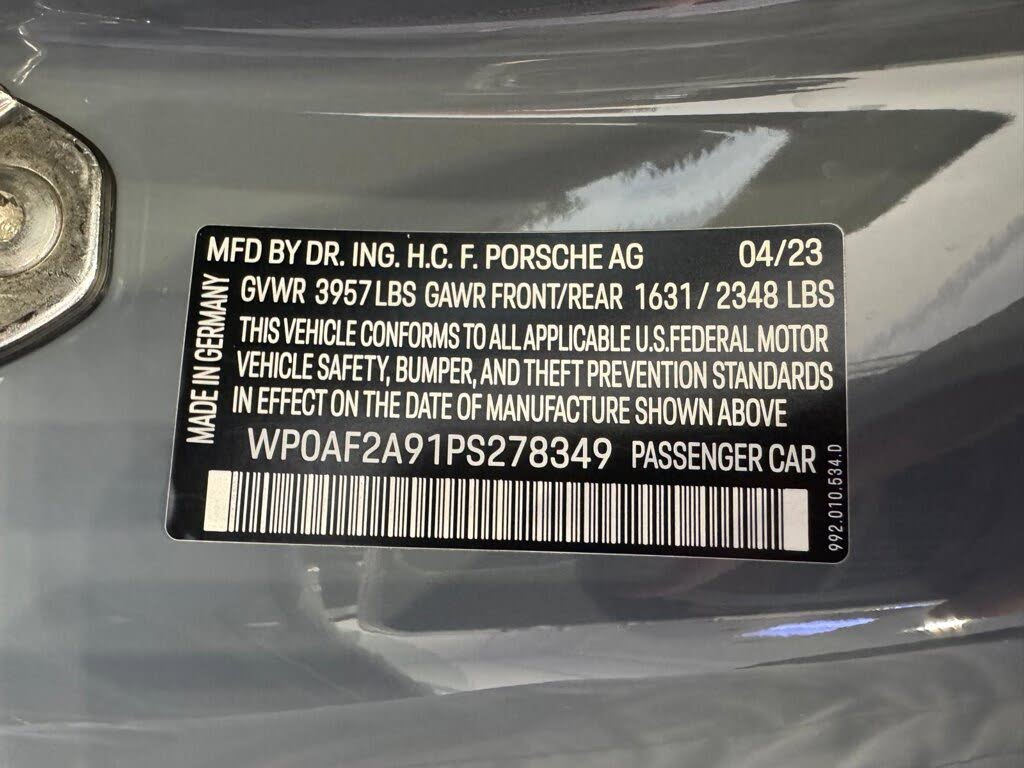 MFD BY DR. ING. H.C. F. PORSCHE AG 04/23
GVWR 3957 LBS GAWR FRONT/REAR 1631 / 2348 LBS
THIS VEHICLE CONFORMS TO ALL APPLICABLE U.S.FEDERAL MOTOR
VEHICLE SAFETY, BUMPER, AND THEFT PREVENTION STANDARDS
IN EFFECT ON THE DATE OF MANUFACTURE SHOWN ABOVE
WP0AF2A91PS278349 PASSENGER CAR
MADE IN GERMANY
992.010.534.D